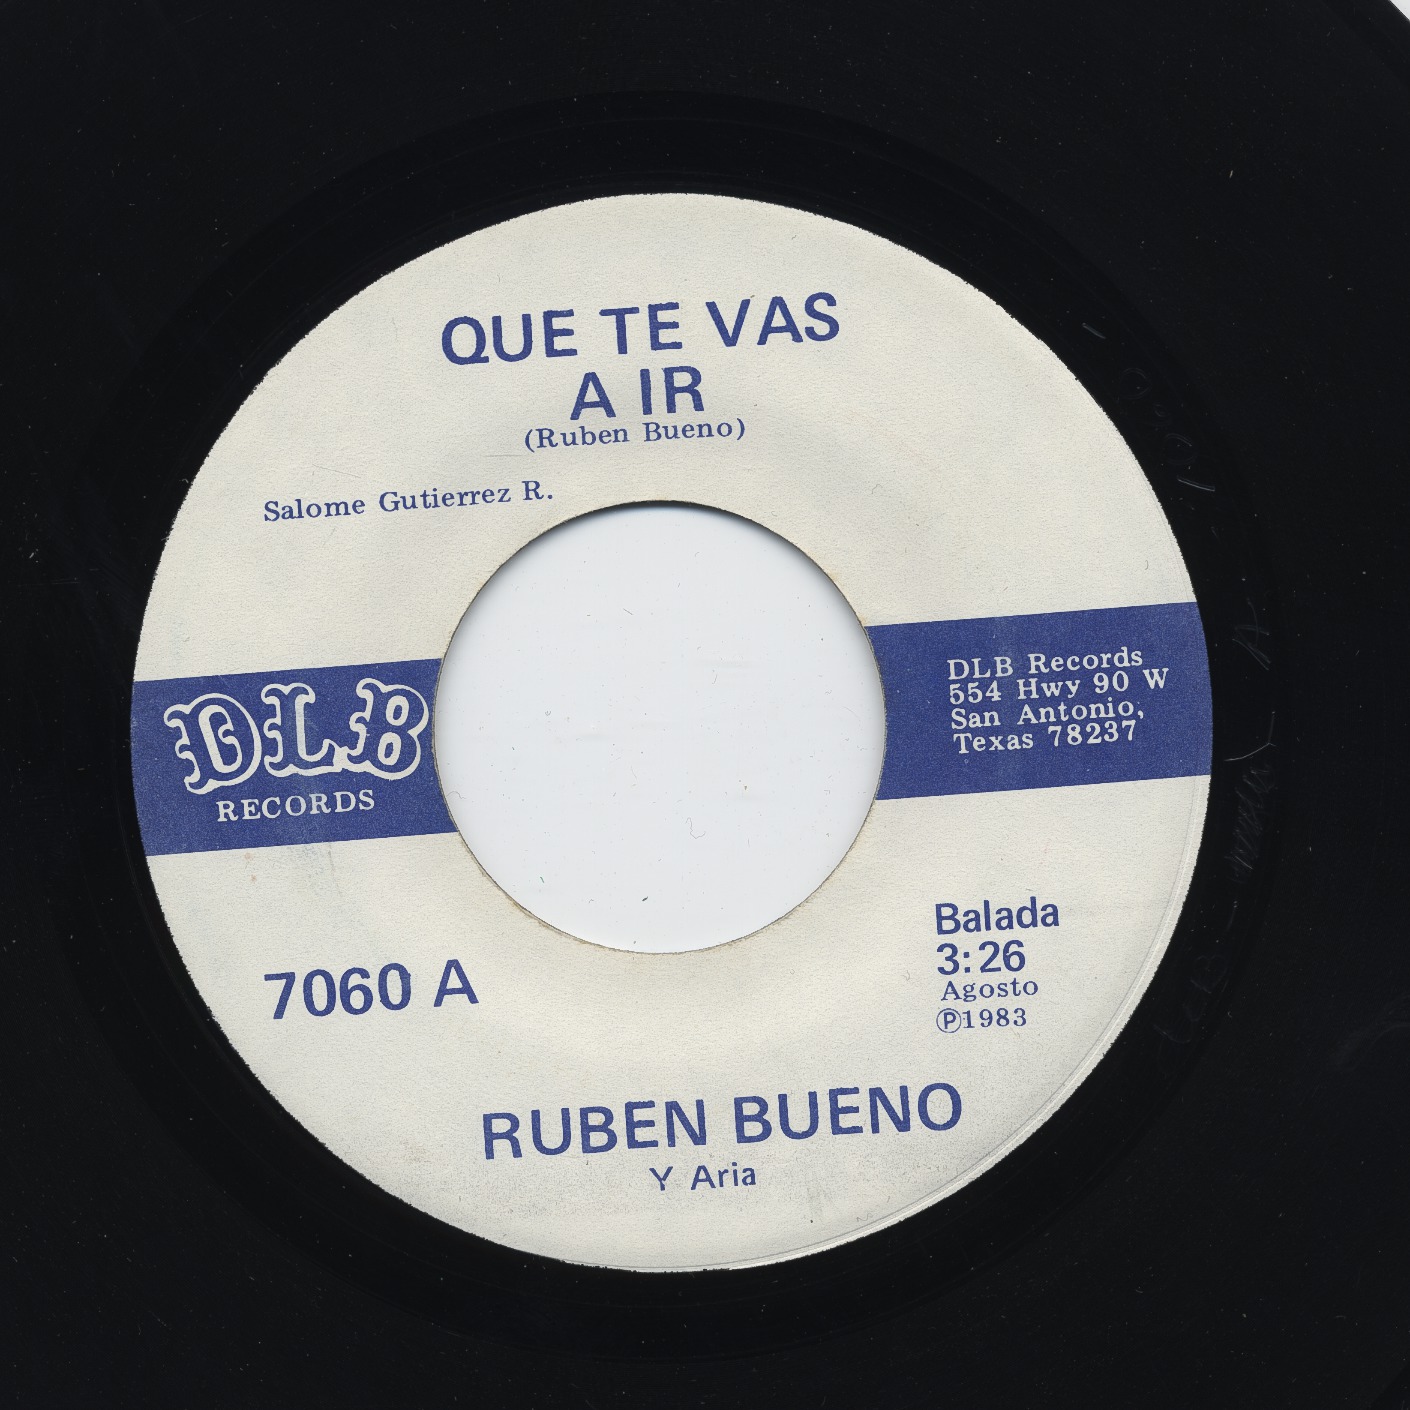 QUE TE VAS
A IR
(Ruben Bueno)
Salome Gutierrez R.
DLB
RECORDS
DLB Records
554 Hwy 90 W
San Antonio,
Texas 78237
7060 A
Balada
3:26
Agosto
℗1983
RUBEN BUENO
Y Aria